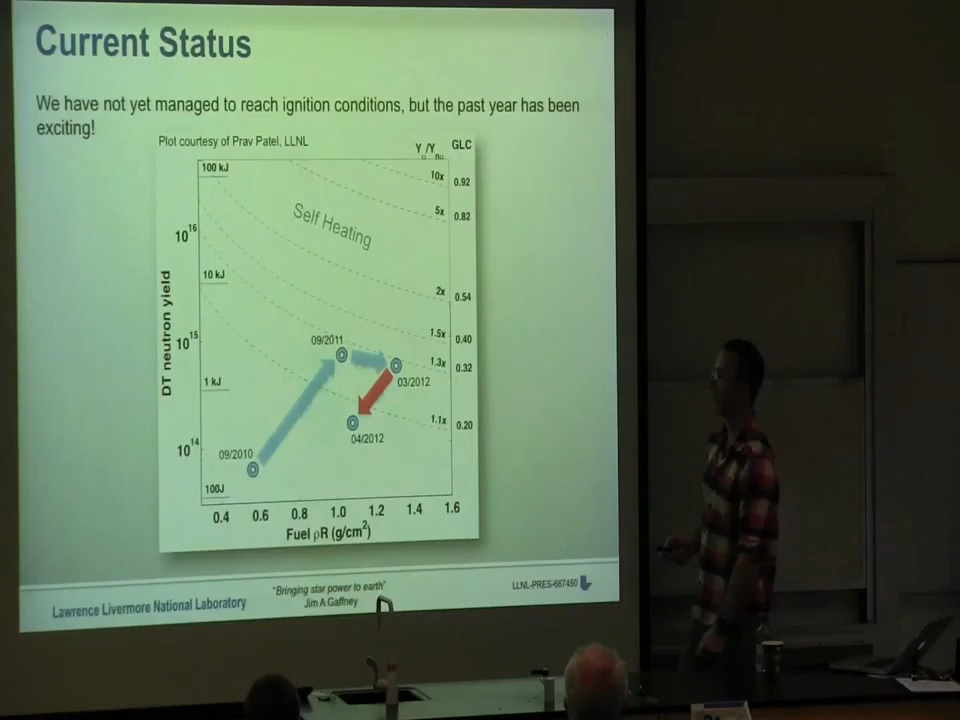 Current Status
We have not yet managed to reach ignition conditions, but the past year has been
exciting!
Plot courtesy of Prav Patel, LLNL
GLC
100 kJ
10x 0.92
5x 0.82
Self Heating
10^16
10 kJ
2x 0.54
DT neutron yield
10^15
09/2011
1.5x 0.40
1.3x 0.32
03/2012
1 kJ
1.1x 0.20
04/2012
10^14
09/2010
100J
0.4 0.6 0.8 1.0 1.2 1.4 1.6
Fuel ρR (g/cm^2)
Lawrence Livermore National Laboratory
"Bringing star power to earth"
Jim A Gaffney
LLNL-PRES-667450